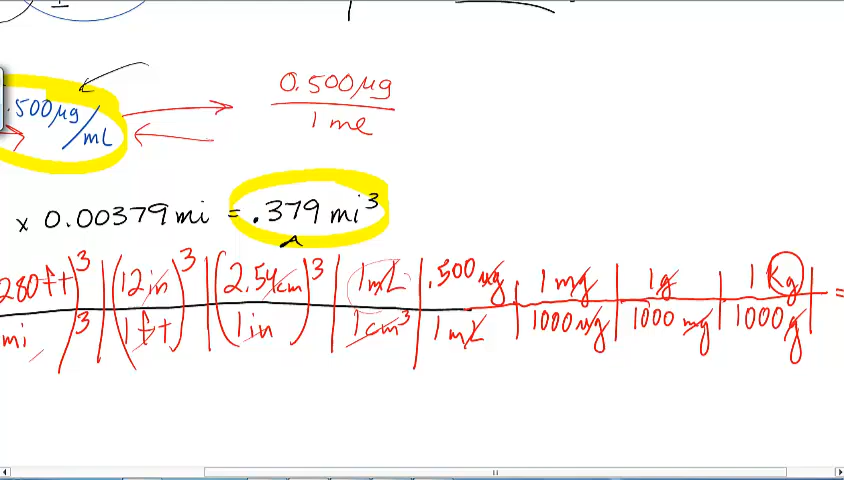 0.500μg
.500μg/mL
1 mL
x 0.00379 mi = .379 mi³
280 ft)³ | (12 in)³ | (2.54 cm)³ | 1 mL | .500 μg | 1 mg | 1 g | 1 Kg | =
mi )³ | (1 ft) | (1 in) | 1 cm³ | 1 mL | 1000 μg | 1000 mg | 1000 g |